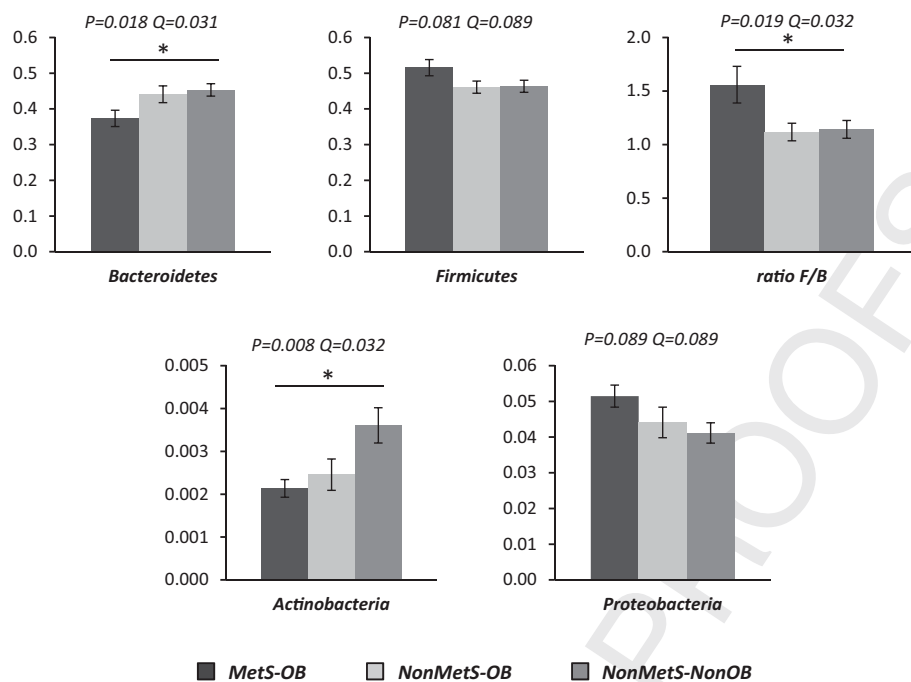 P=0.018 Q=0.031
*
0.6
0.5
0.4
0.3
0.2
0.1
0.0
Bacteroidetes
P=0.081 Q=0.089
0.6
0.5
0.4
0.3
0.2
0.1
0.0
Firmicutes
P=0.019 Q=0.032
*
2.0
1.5
1.0
0.5
0.0
ratio F/B
P=0.008 Q=0.032
*
0.005
0.004
0.003
0.002
0.001
0.000
Actinobacteria
P=0.089 Q=0.089
0.06
0.05
0.04
0.03
0.02
0.01
0.00
Proteobacteria
MetS-OB NonMetS-OB NonMetS-NonOB
PROOFS